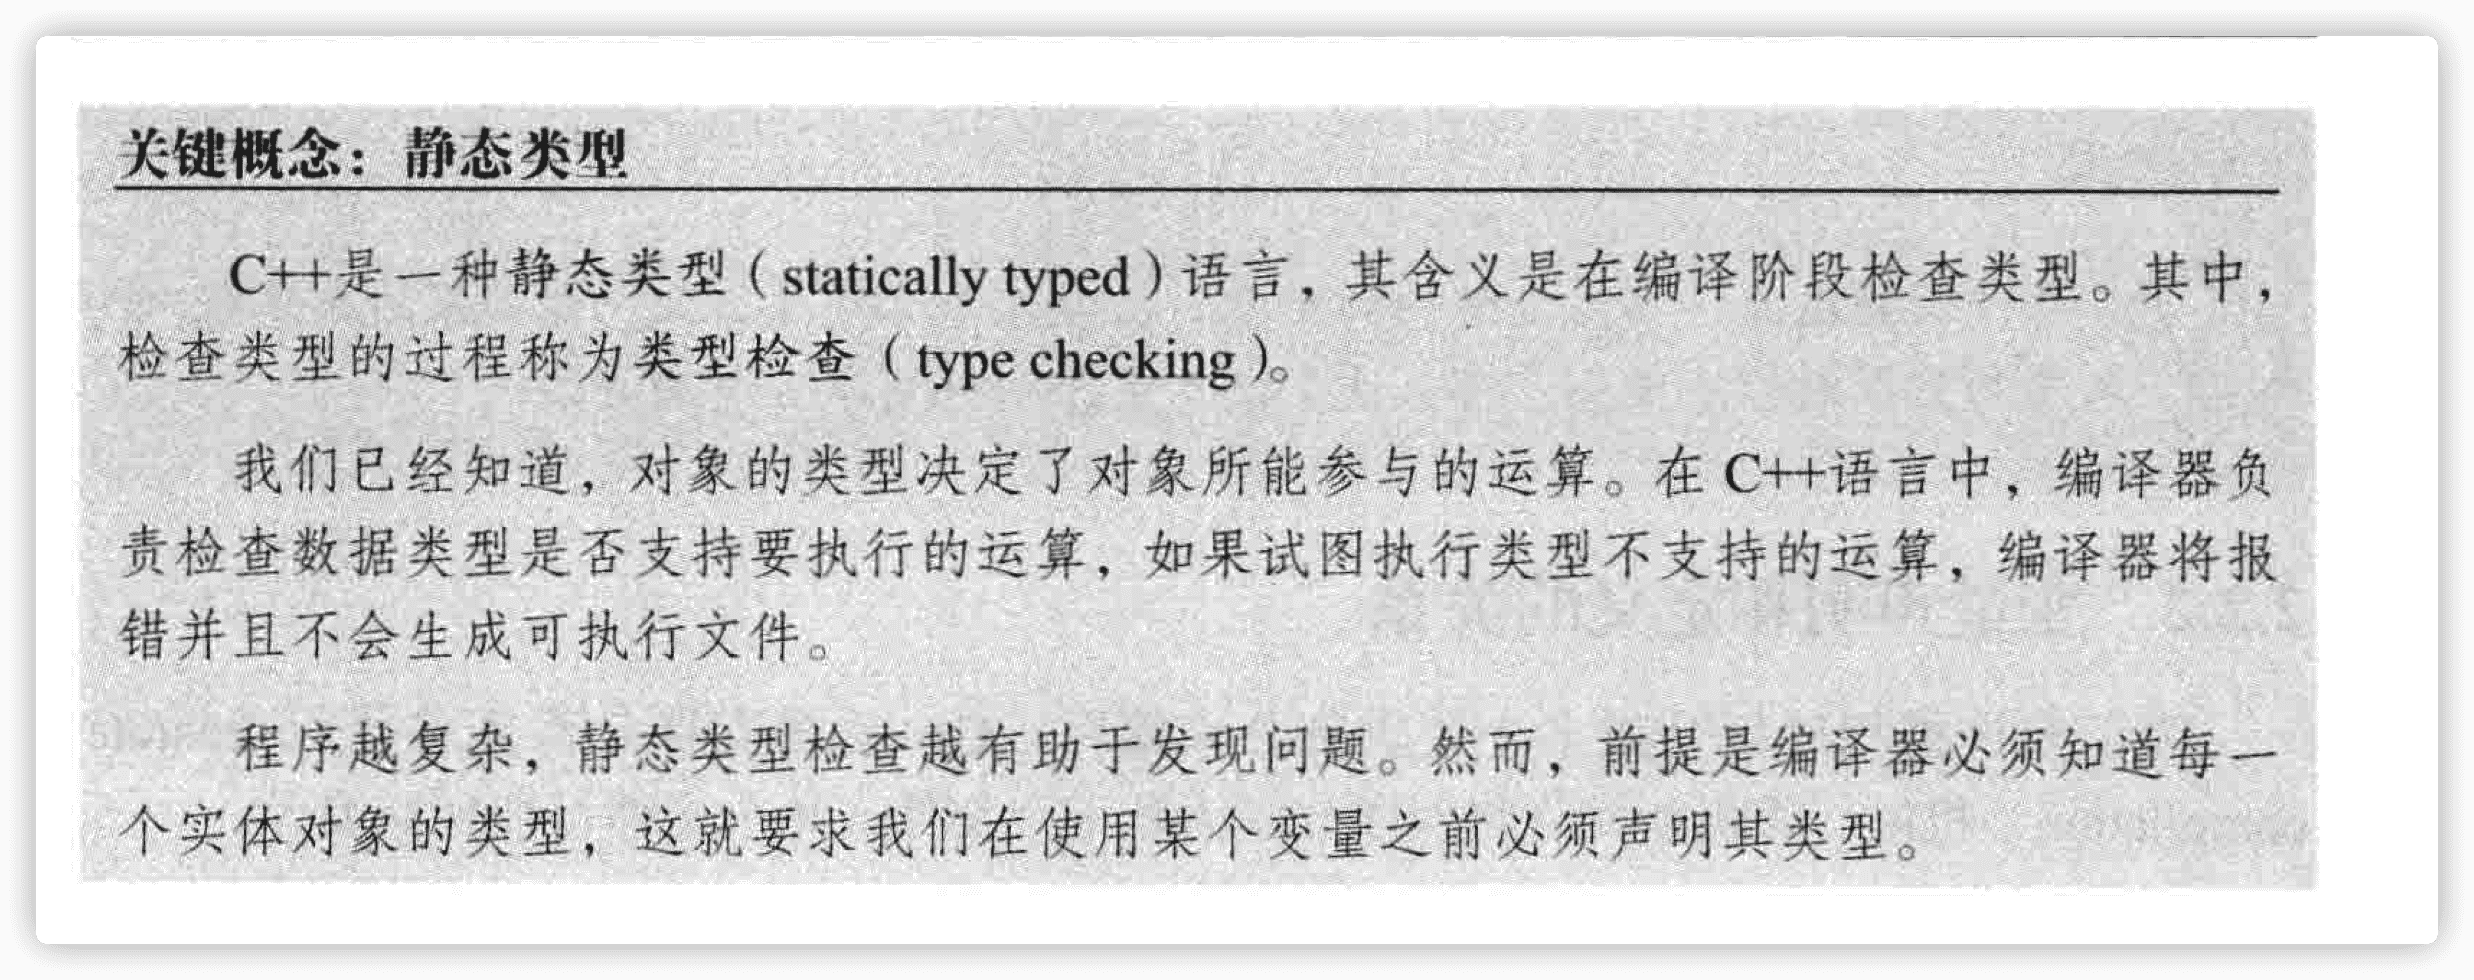 关键概念：静态类型
C++是一种静态类型（statically typed）语言，其含义是在编译阶段检查类型。其中，
检查类型的过程称为类型检查（type checking）。
我们已经知道，对象的类型决定了对象所能参与的运算。在 C++语言中，编译器负
责检查数据类型是否支持要执行的运算，如果试图执行类型不支持的运算，编译器将报
错并且不会生成可执行文件。
程序越复杂，静态类型检查越有助于发现问题。然而，前提是编译器必须知道每一
个实体对象的类型，这就要求我们在使用某个变量之前必须声明其类型。